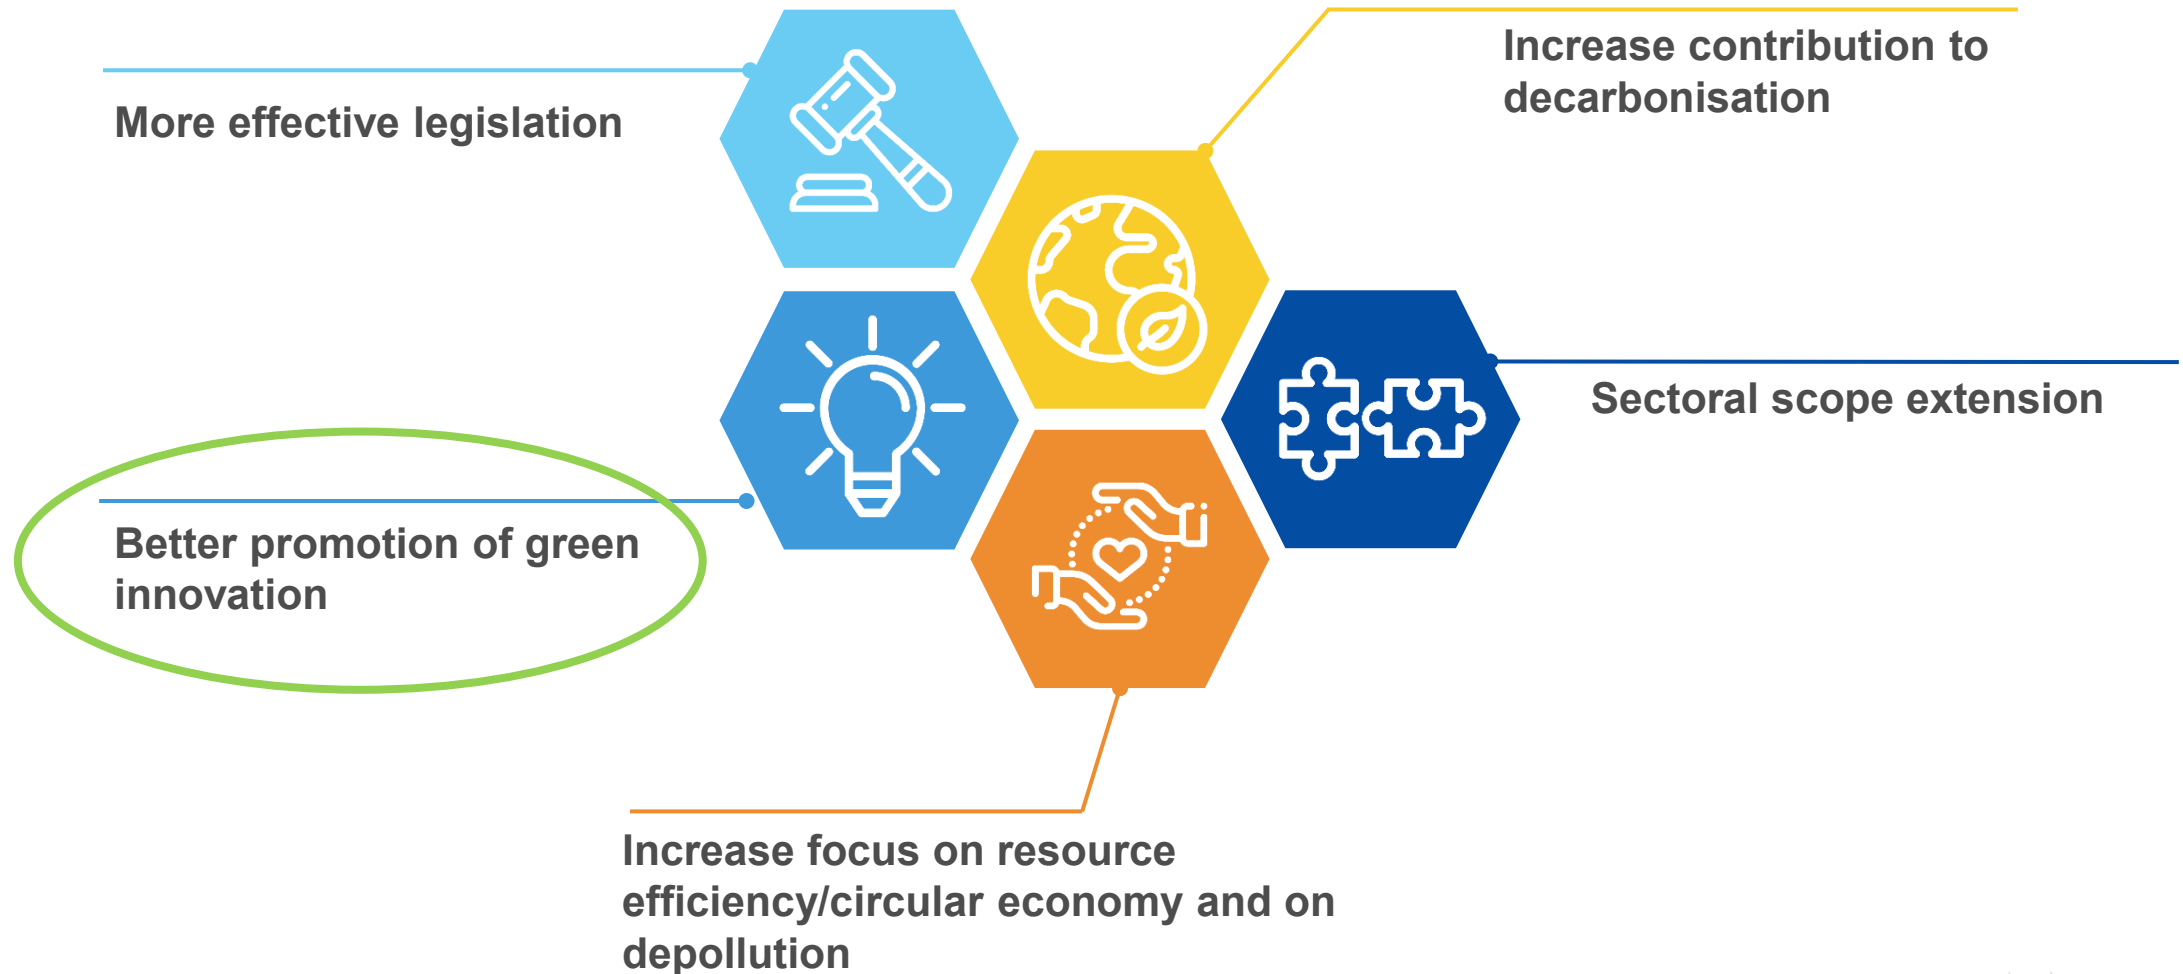 More effective legislation
Increase contribution to
decarbonisation
Sectoral scope extension
Better promotion of green
innovation
Increase focus on resource
efficiency/circular economy and on
depollution